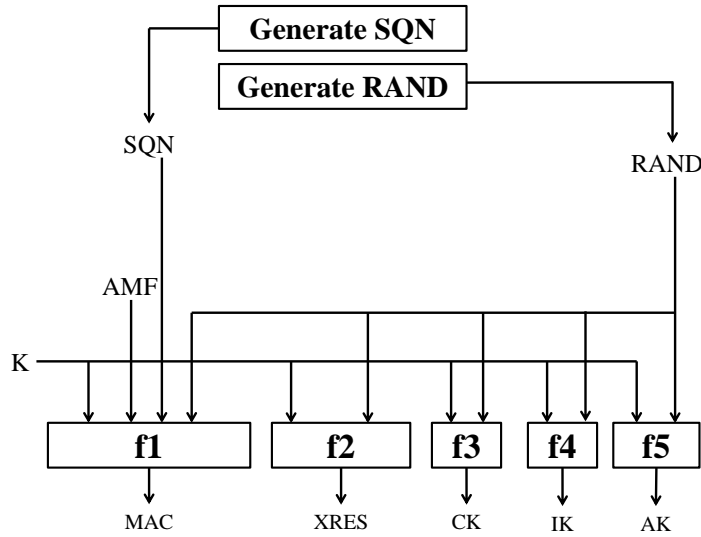 Generate SQN
Generate RAND
SQN
RAND
AMF
K
f1
f2
f3
f4
f5
MAC
XRES
CK
IK
AK